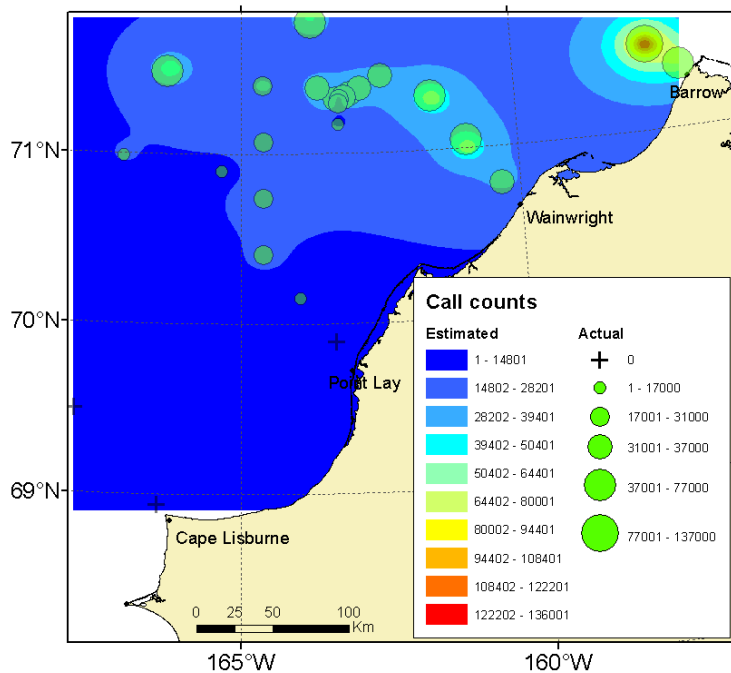 71°N
70°N
69°N
165°W
160°W
Barrow
Wainwright
Point Lay
Cape Lisburne
0 25 50 100
Km
Call counts
Estimated
1 - 14801
14802 - 28201
28202 - 39401
39402 - 50401
50402 - 64401
64402 - 80001
80002 - 94401
94402 - 108401
108402 - 122201
122202 - 136001
Actual
0
1 - 17000
17001 - 31000
31001 - 37000
37001 - 77000
77001 - 137000